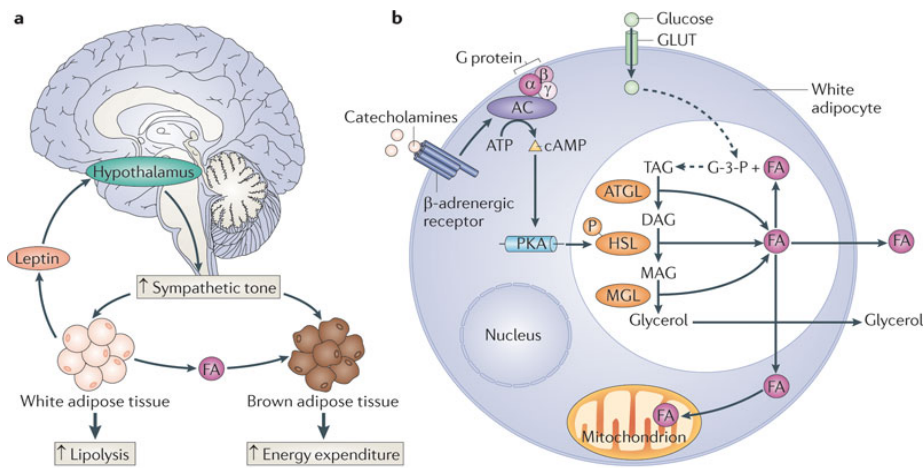 a
Hypothalamus
Leptin
↑ Sympathetic tone
FA
White adipose tissue
Brown adipose tissue
↑ Lipolysis
↑ Energy expenditure
b
Glucose
GLUT
G protein
α
β
γ
AC
White
adipocyte
Catecholamines
ATP
cAMP
β-adrenergic
receptor
PKA
TAG
G-3-P +
FA
ATGL
DAG
P
HSL
FA
FA
MAG
MGL
Glycerol
Glycerol
Nucleus
FA
FA
Mitochondrion